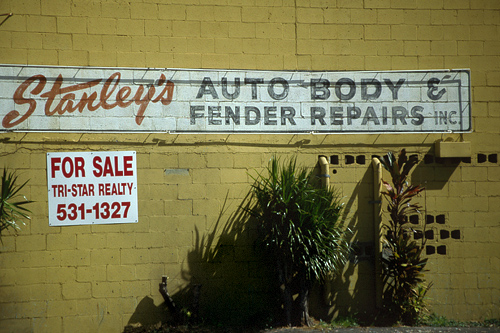 Stanley's AUTO BODY &
FENDER REPAIRS INC.
FOR SALE
TRI-STAR REALTY
531-1327